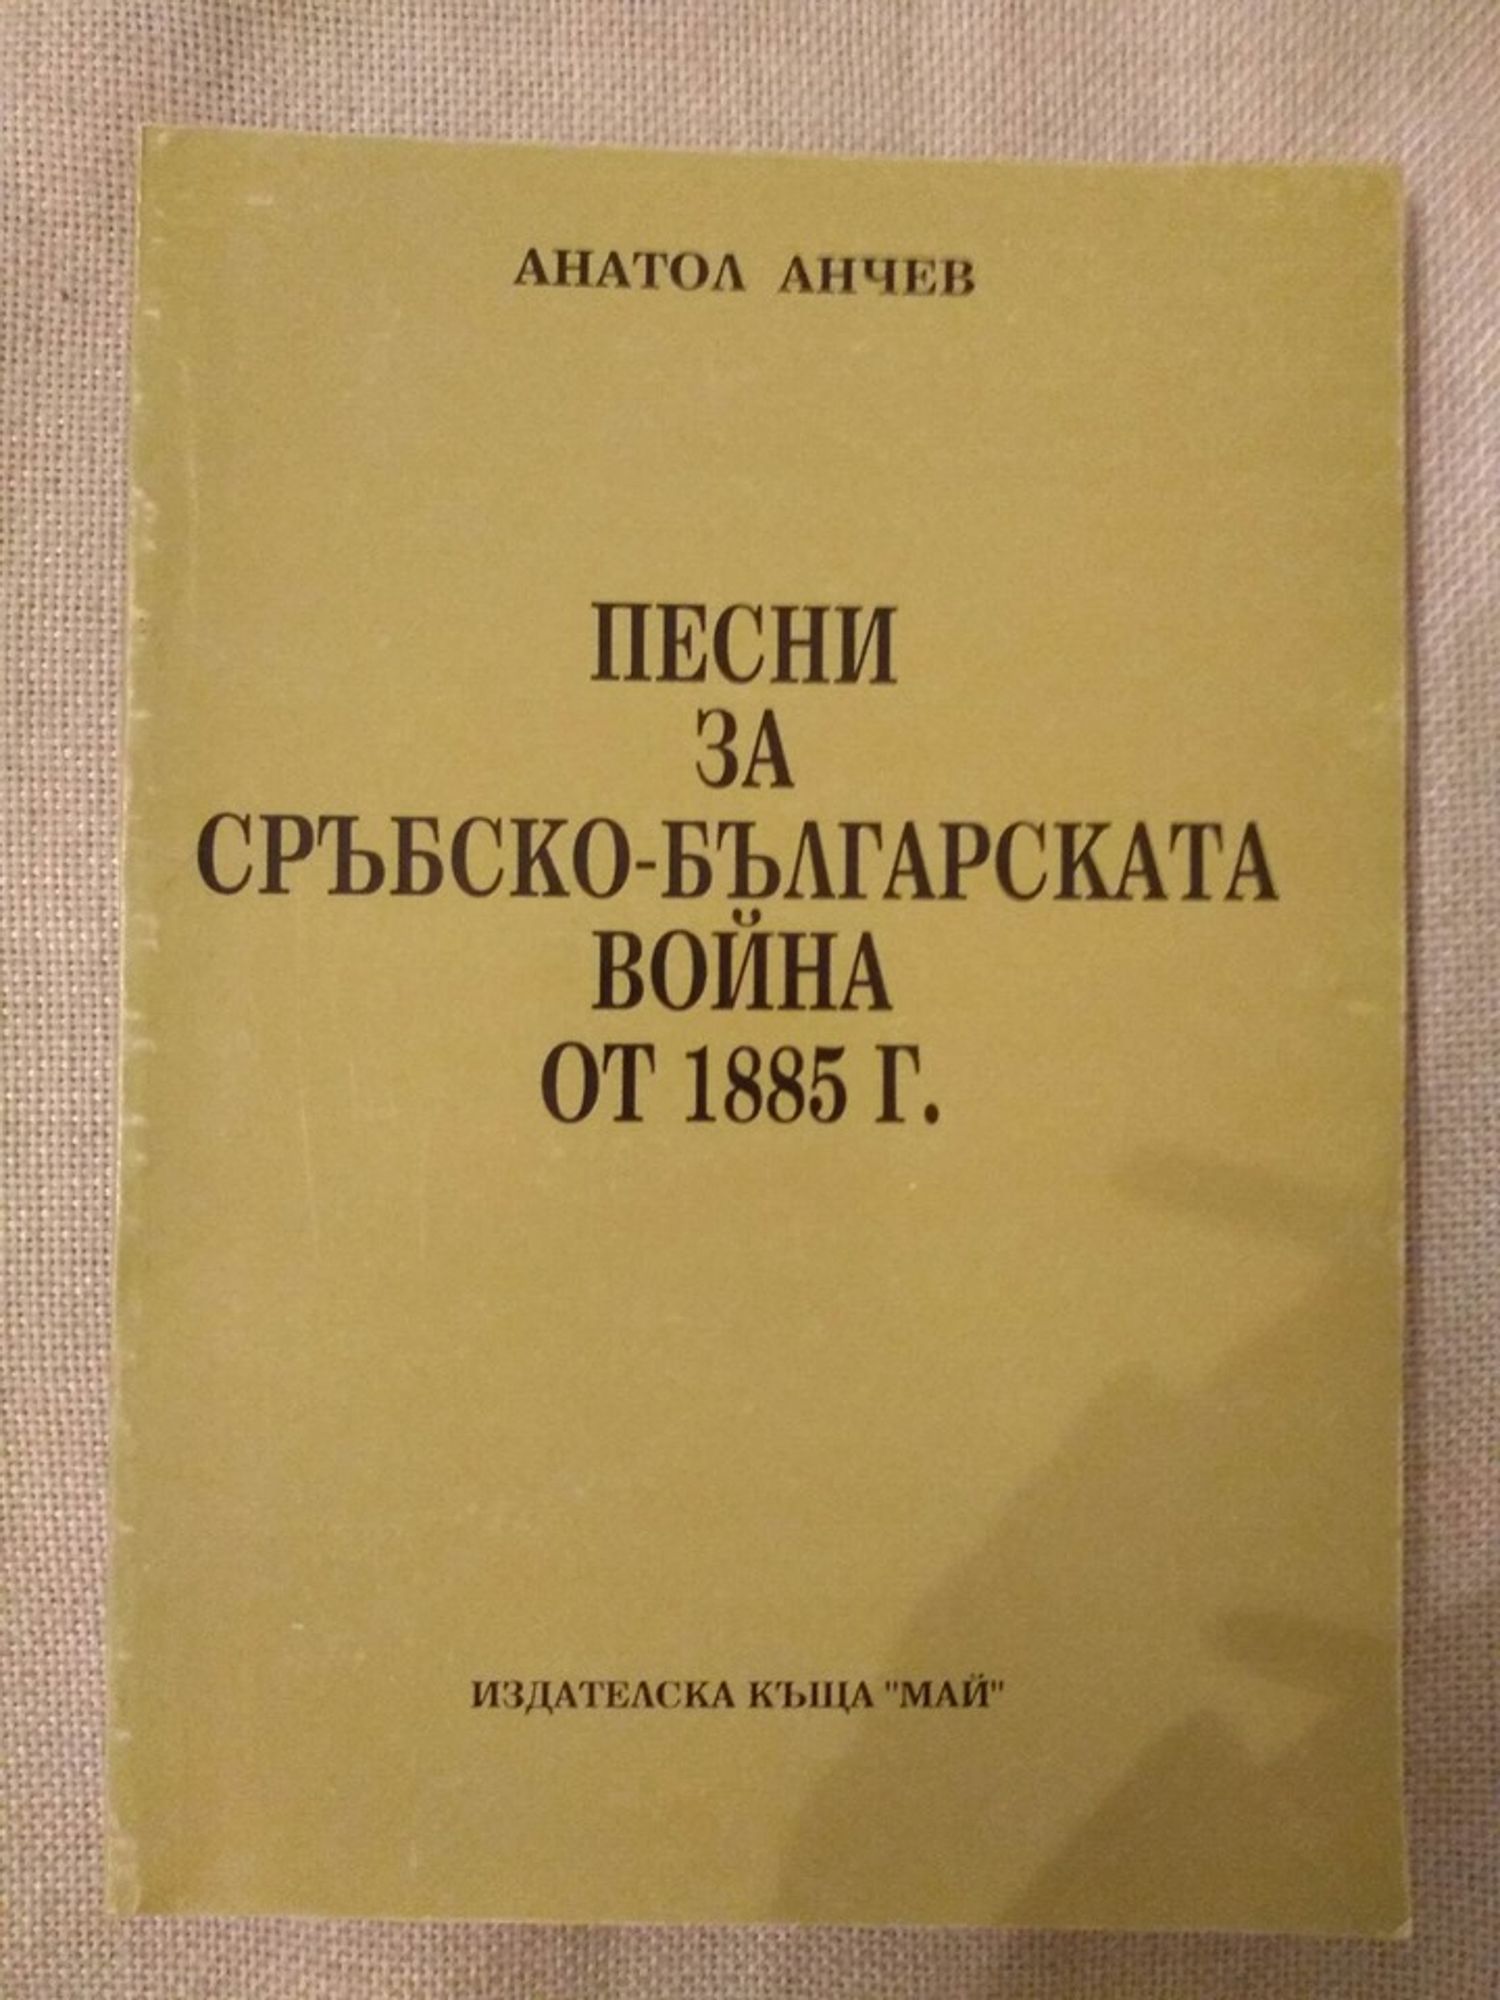 АНАТОЛ АНЧЕВ
ПЕСНИ
ЗА
СРЪБСКО-БЪЛГАРСКАТА
ВОЙНА
ОТ 1885 Г.
ИЗДАТЕЛСКА КЪЩА "МАЙ"